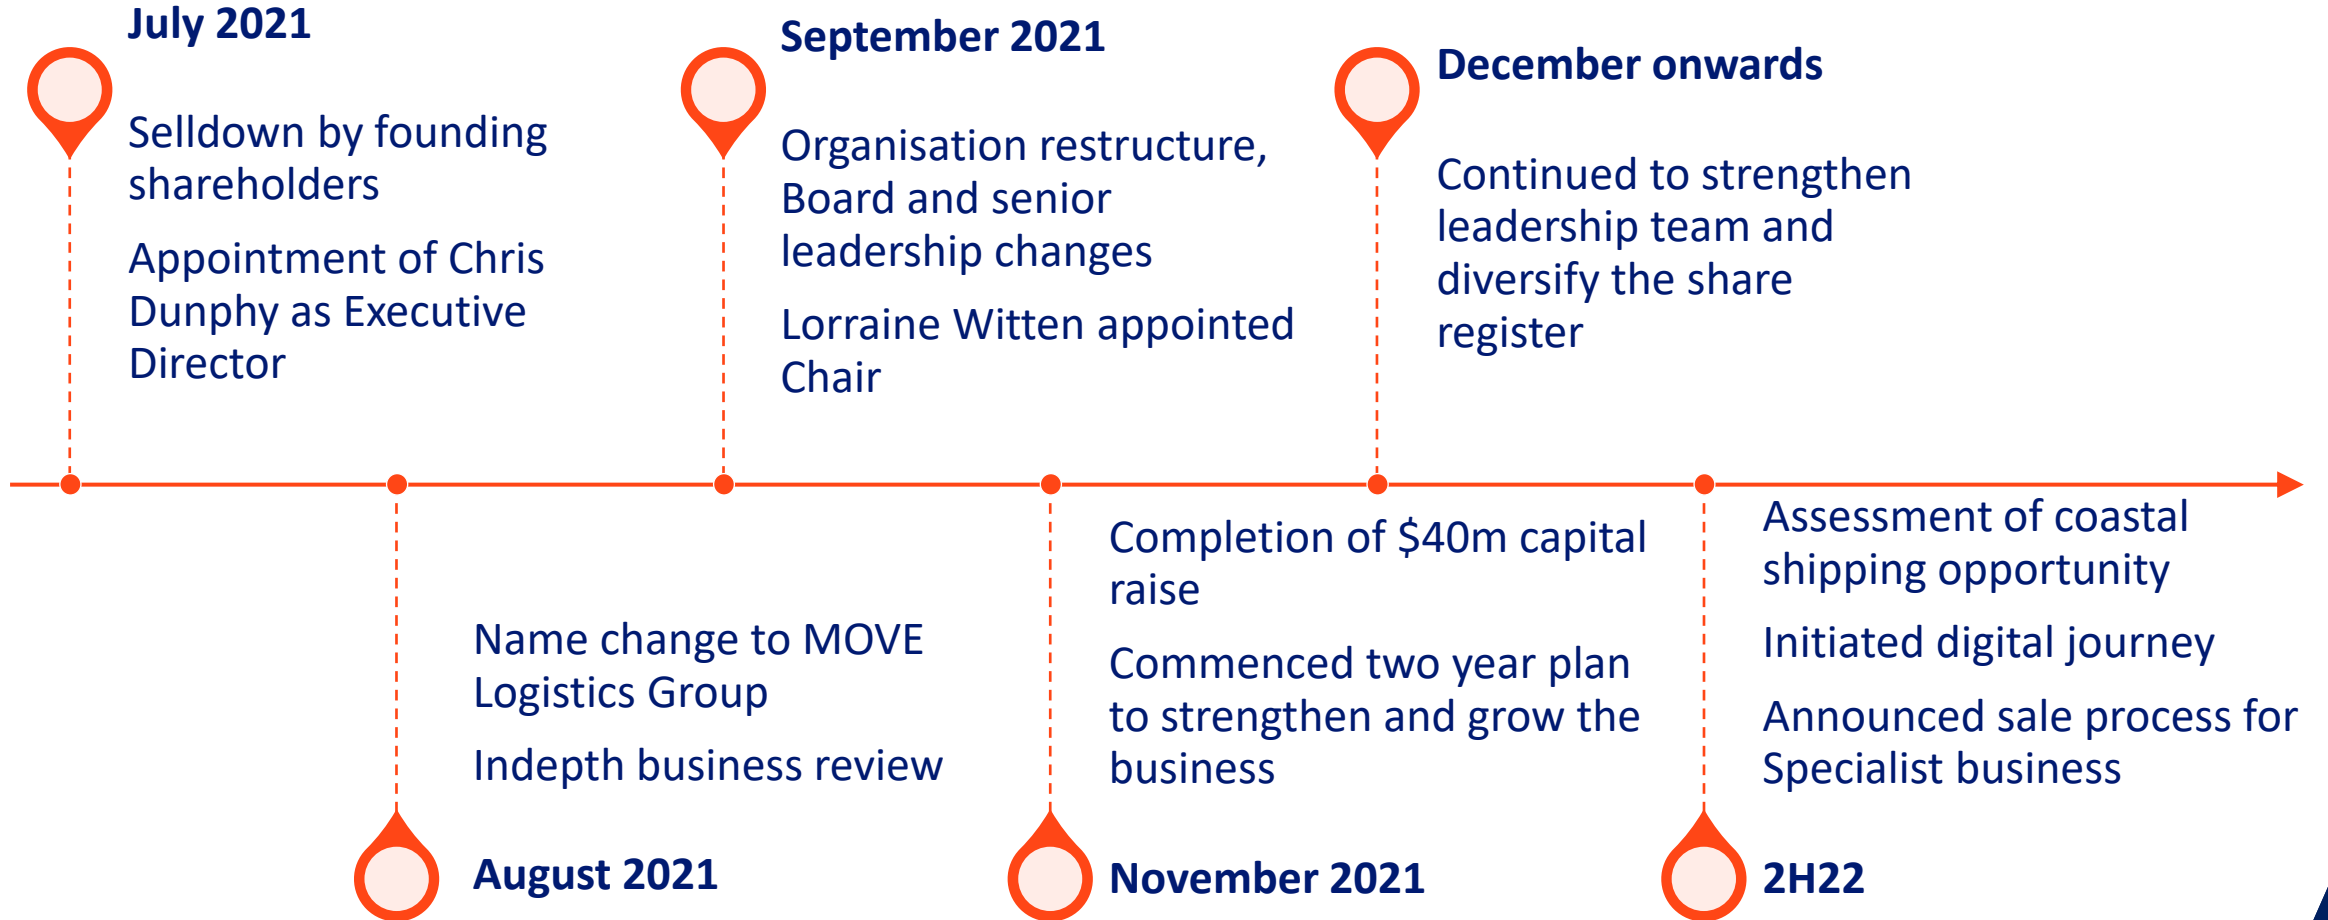 July 2021
Selldown by founding
shareholders
Appointment of Chris
Dunphy as Executive
Director
September 2021
Organisation restructure,
Board and senior
leadership changes
Lorraine Witten appointed
Chair
December onwards
Continued to strengthen
leadership team and
diversify the share
register
Name change to MOVE
Logistics Group
Indepth business review
August 2021
Completion of $40m capital
raise
Commenced two year plan
to strengthen and grow the
business
November 2021
Assessment of coastal
shipping opportunity
Initiated digital journey
Announced sale process for
Specialist business
2H22